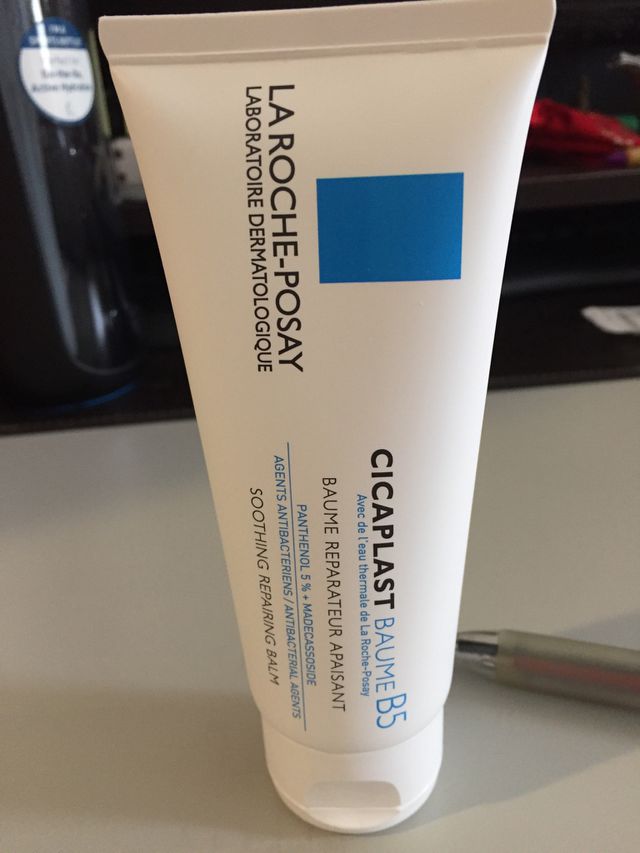 LA ROCHE-POSAY
LABORATOIRE DERMATOLOGIQUE
CICAPLAST BAUME B5
Avec de l'eau thermale de La Roche-Posay
BAUME REPARATEUR APAISANT
PANTHENOL 5 % + MADECASSOSIDE
AGENTS ANTIBACTERIENS / ANTIBACTERIAL AGENTS
SOOTHING REPAIRING BALM